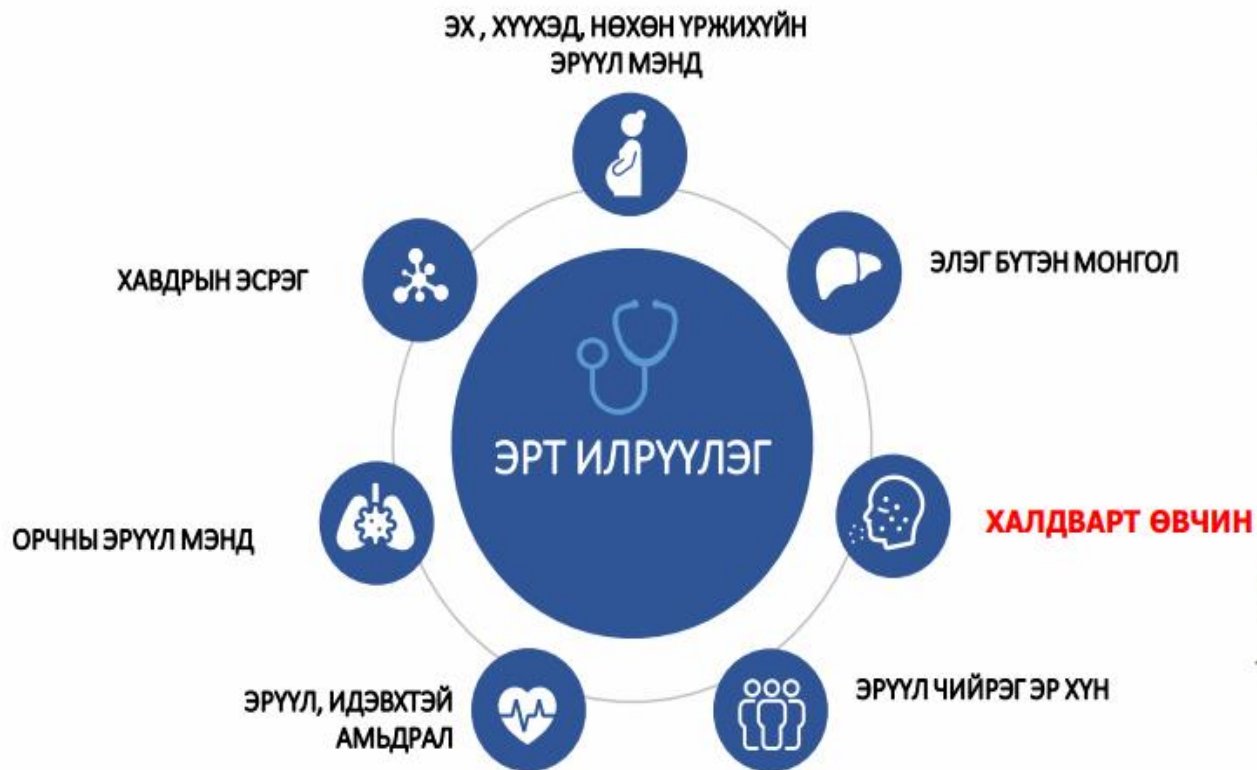 ЭХ , ХҮҮХЭД, НӨХӨН ҮРЖИХҮЙН
ЭРҮҮЛ МЭНД
ХАВДРЫН ЭСРЭГ
ЭЛЭГ БҮТЭН МОНГОЛ
ЭРТ ИЛРҮҮЛЭГ
ОРЧНЫ ЭРҮҮЛ МЭНД
ХАЛДВАРТ ӨВЧИН
ЭРҮҮЛ, ИДЭВХТЭЙ
АМЬДРАЛ
ЭРҮҮЛ ЧИЙРЭГ ЭР ХҮН